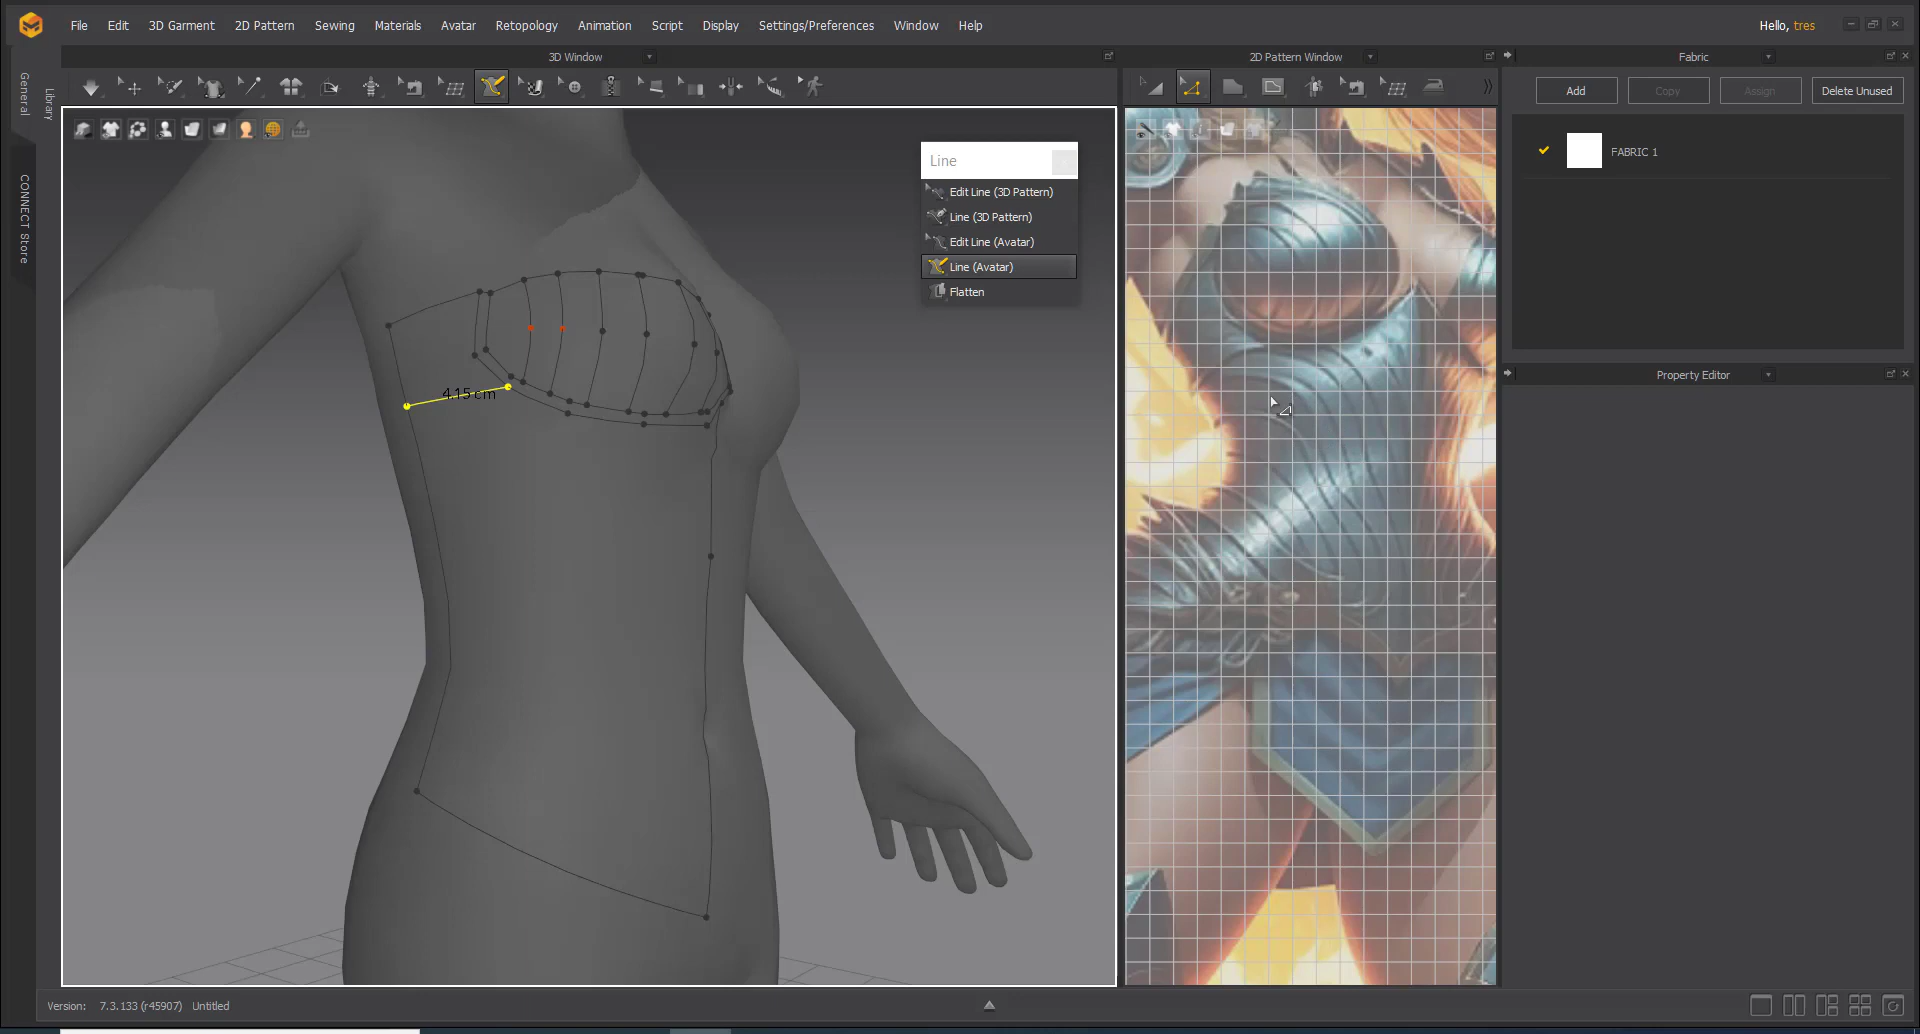 File Edit 3D Garment 2D Pattern Sewing Materials Avatar Retopology Animation Script Display Settings/Preferences Window Help
Hello, tres
3D Window
2D Pattern Window
Fabric
General
Library
CONNECT Store
Add Copy Assign Delete Unused
FABRIC 1
Line
Edit Line (3D Pattern)
Line (3D Pattern)
Edit Line (Avatar)
Line (Avatar)
Flatten
Property Editor
4.15 cm
Version: 7.3.133 (r45907) Untitled